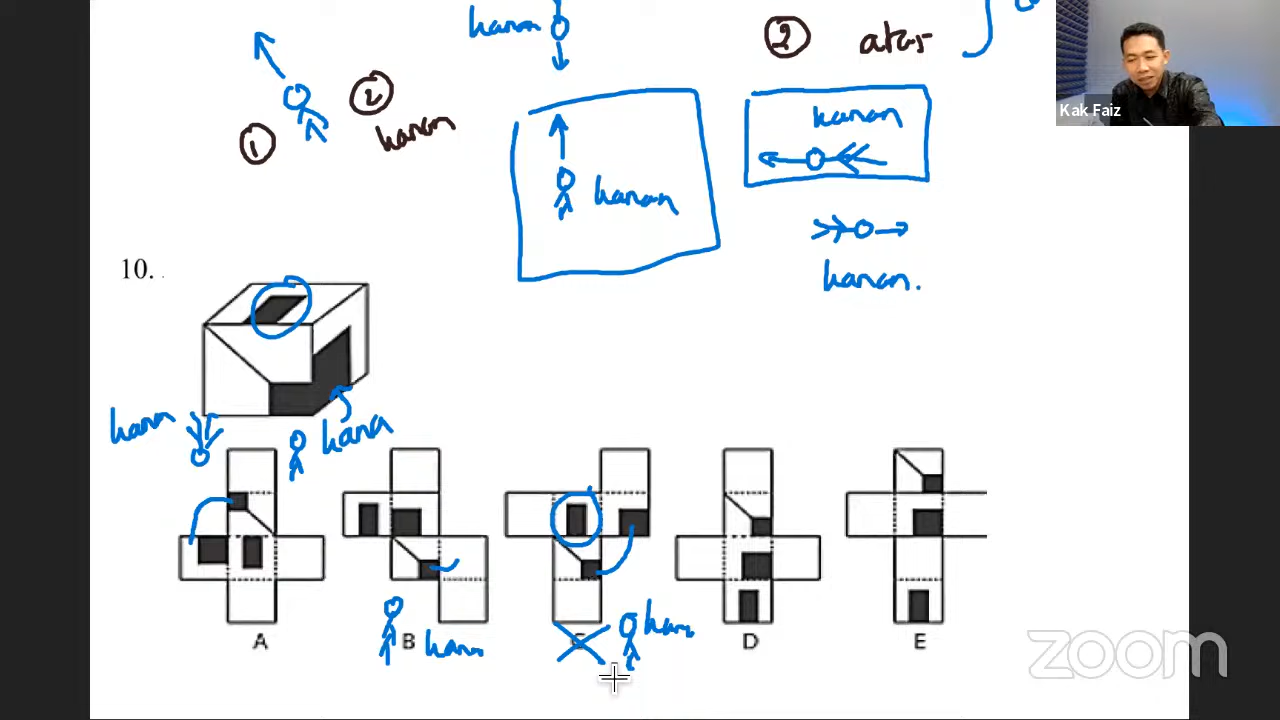 kanan
② atas
Kak Faiz
① ② kanan
kanan
kanan
kanan.
10.
kanan
kanan
A B C D E
kanan
kanan
zoom